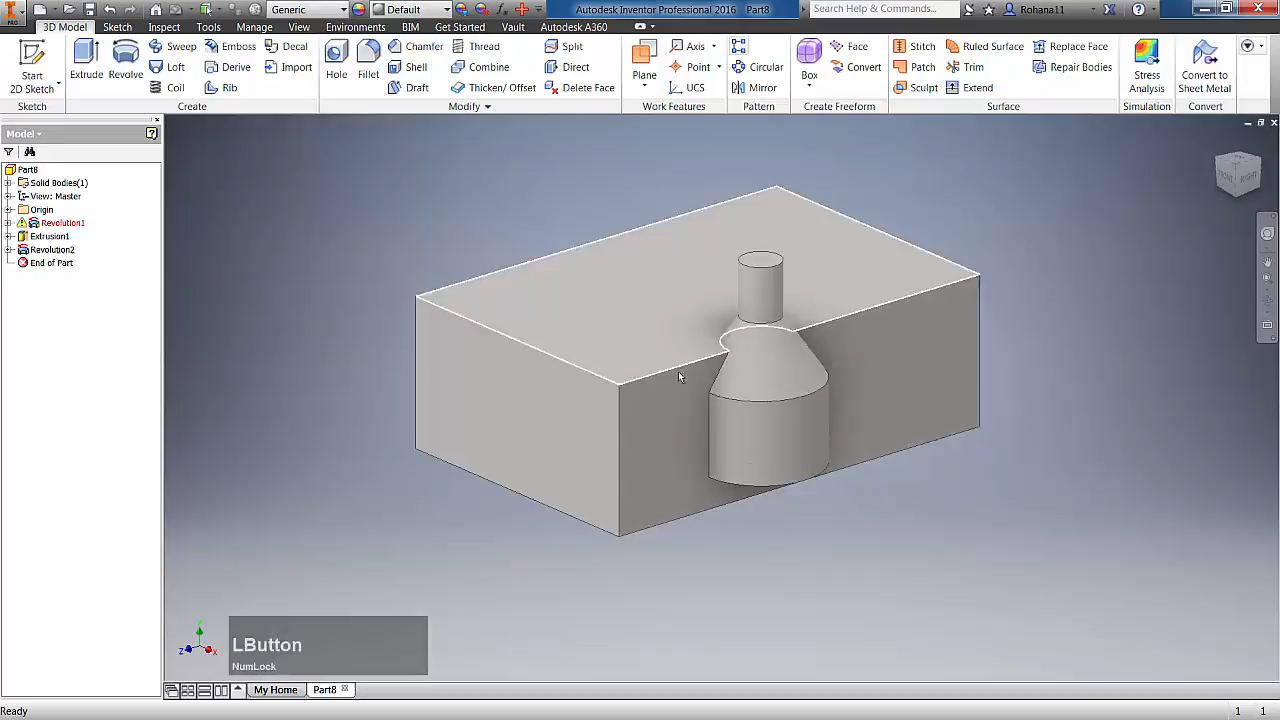 Generic
Default
Autodesk Inventor Professional 2016 Part8
Search Help & Commands...
Rohana11
PRO
3D Model
Sketch
Inspect
Tools
Manage
View
Environments
BIM
Get Started
Vault
Autodesk A360
Start
2D Sketch
Extrude
Revolve
Sweep
Loft
Coil
Emboss
Derive
Rib
Decal
Import
Hole
Fillet
Chamfer
Shell
Draft
Thread
Combine
Thicken/ Offset
Split
Direct
Delete Face
Plane
Axis
Point
UCS
Circular
Mirror
Box
Face
Convert
Stitch
Patch
Sculpt
Ruled Surface
Trim
Extend
Replace Face
Repair Bodies
Stress
Analysis
Convert to
Sheet Metal
Sketch
Create
Modify
Work Features
Pattern
Create Freeform
Surface
Simulation
Convert
Model
Part8
Solid Bodies(1)
View: Master
Origin
Revolution1
Extrusion1
Revolution2
End of Part
FRONT
RIGHT
Y
Z
X
LButton
NumLock
My Home
Part8
Ready
1 1